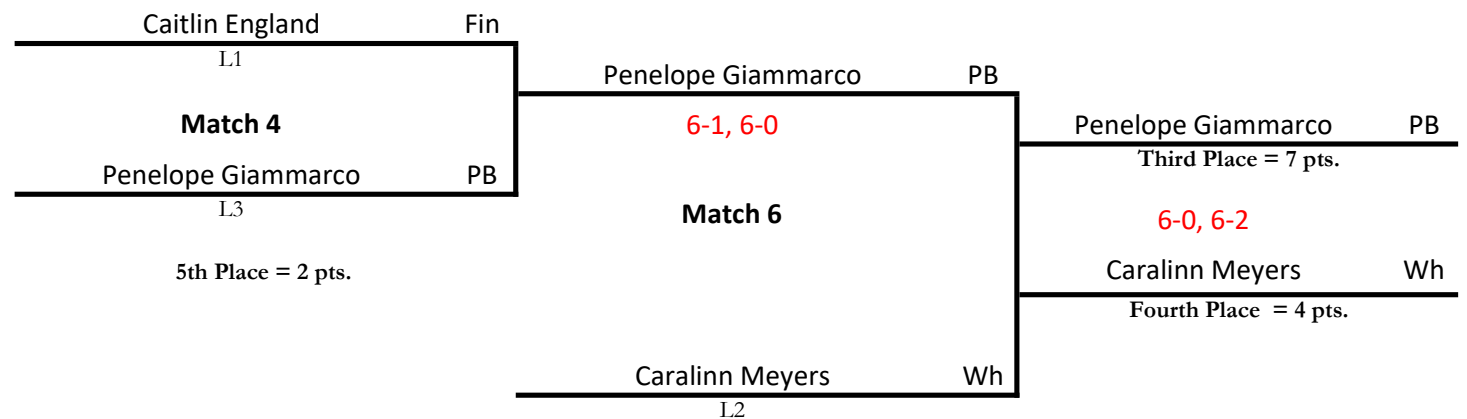 Caitlin England Fin
L1
Match 4
Penelope Giammarco PB
L3
5th Place = 2 pts.
Penelope Giammarco PB
6-1, 6-0
Match 6
Caralinn Meyers Wh
L2
Penelope Giammarco PB
Third Place = 7 pts.
6-0, 6-2
Caralinn Meyers Wh
Fourth Place = 4 pts.